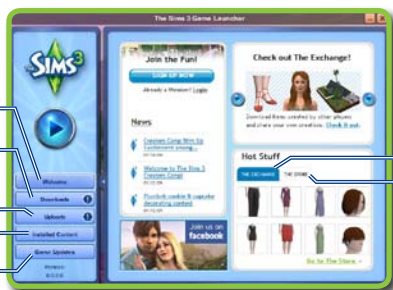 The Sims 3 Game Launcher
THE SIMS 3
Welcome
Downloads
Uploads
Installed Content
Game Updates
Join the Fun!
SIGN UP NOW
Already a Member? Login
News
Welcome to The Sims 3
Join us on
facebook
Check out The Exchange!
Download items created by other players
and share your own creations. Check it out.
Hot Stuff
THE EXCHANGE
THE STORE
Go to The Store